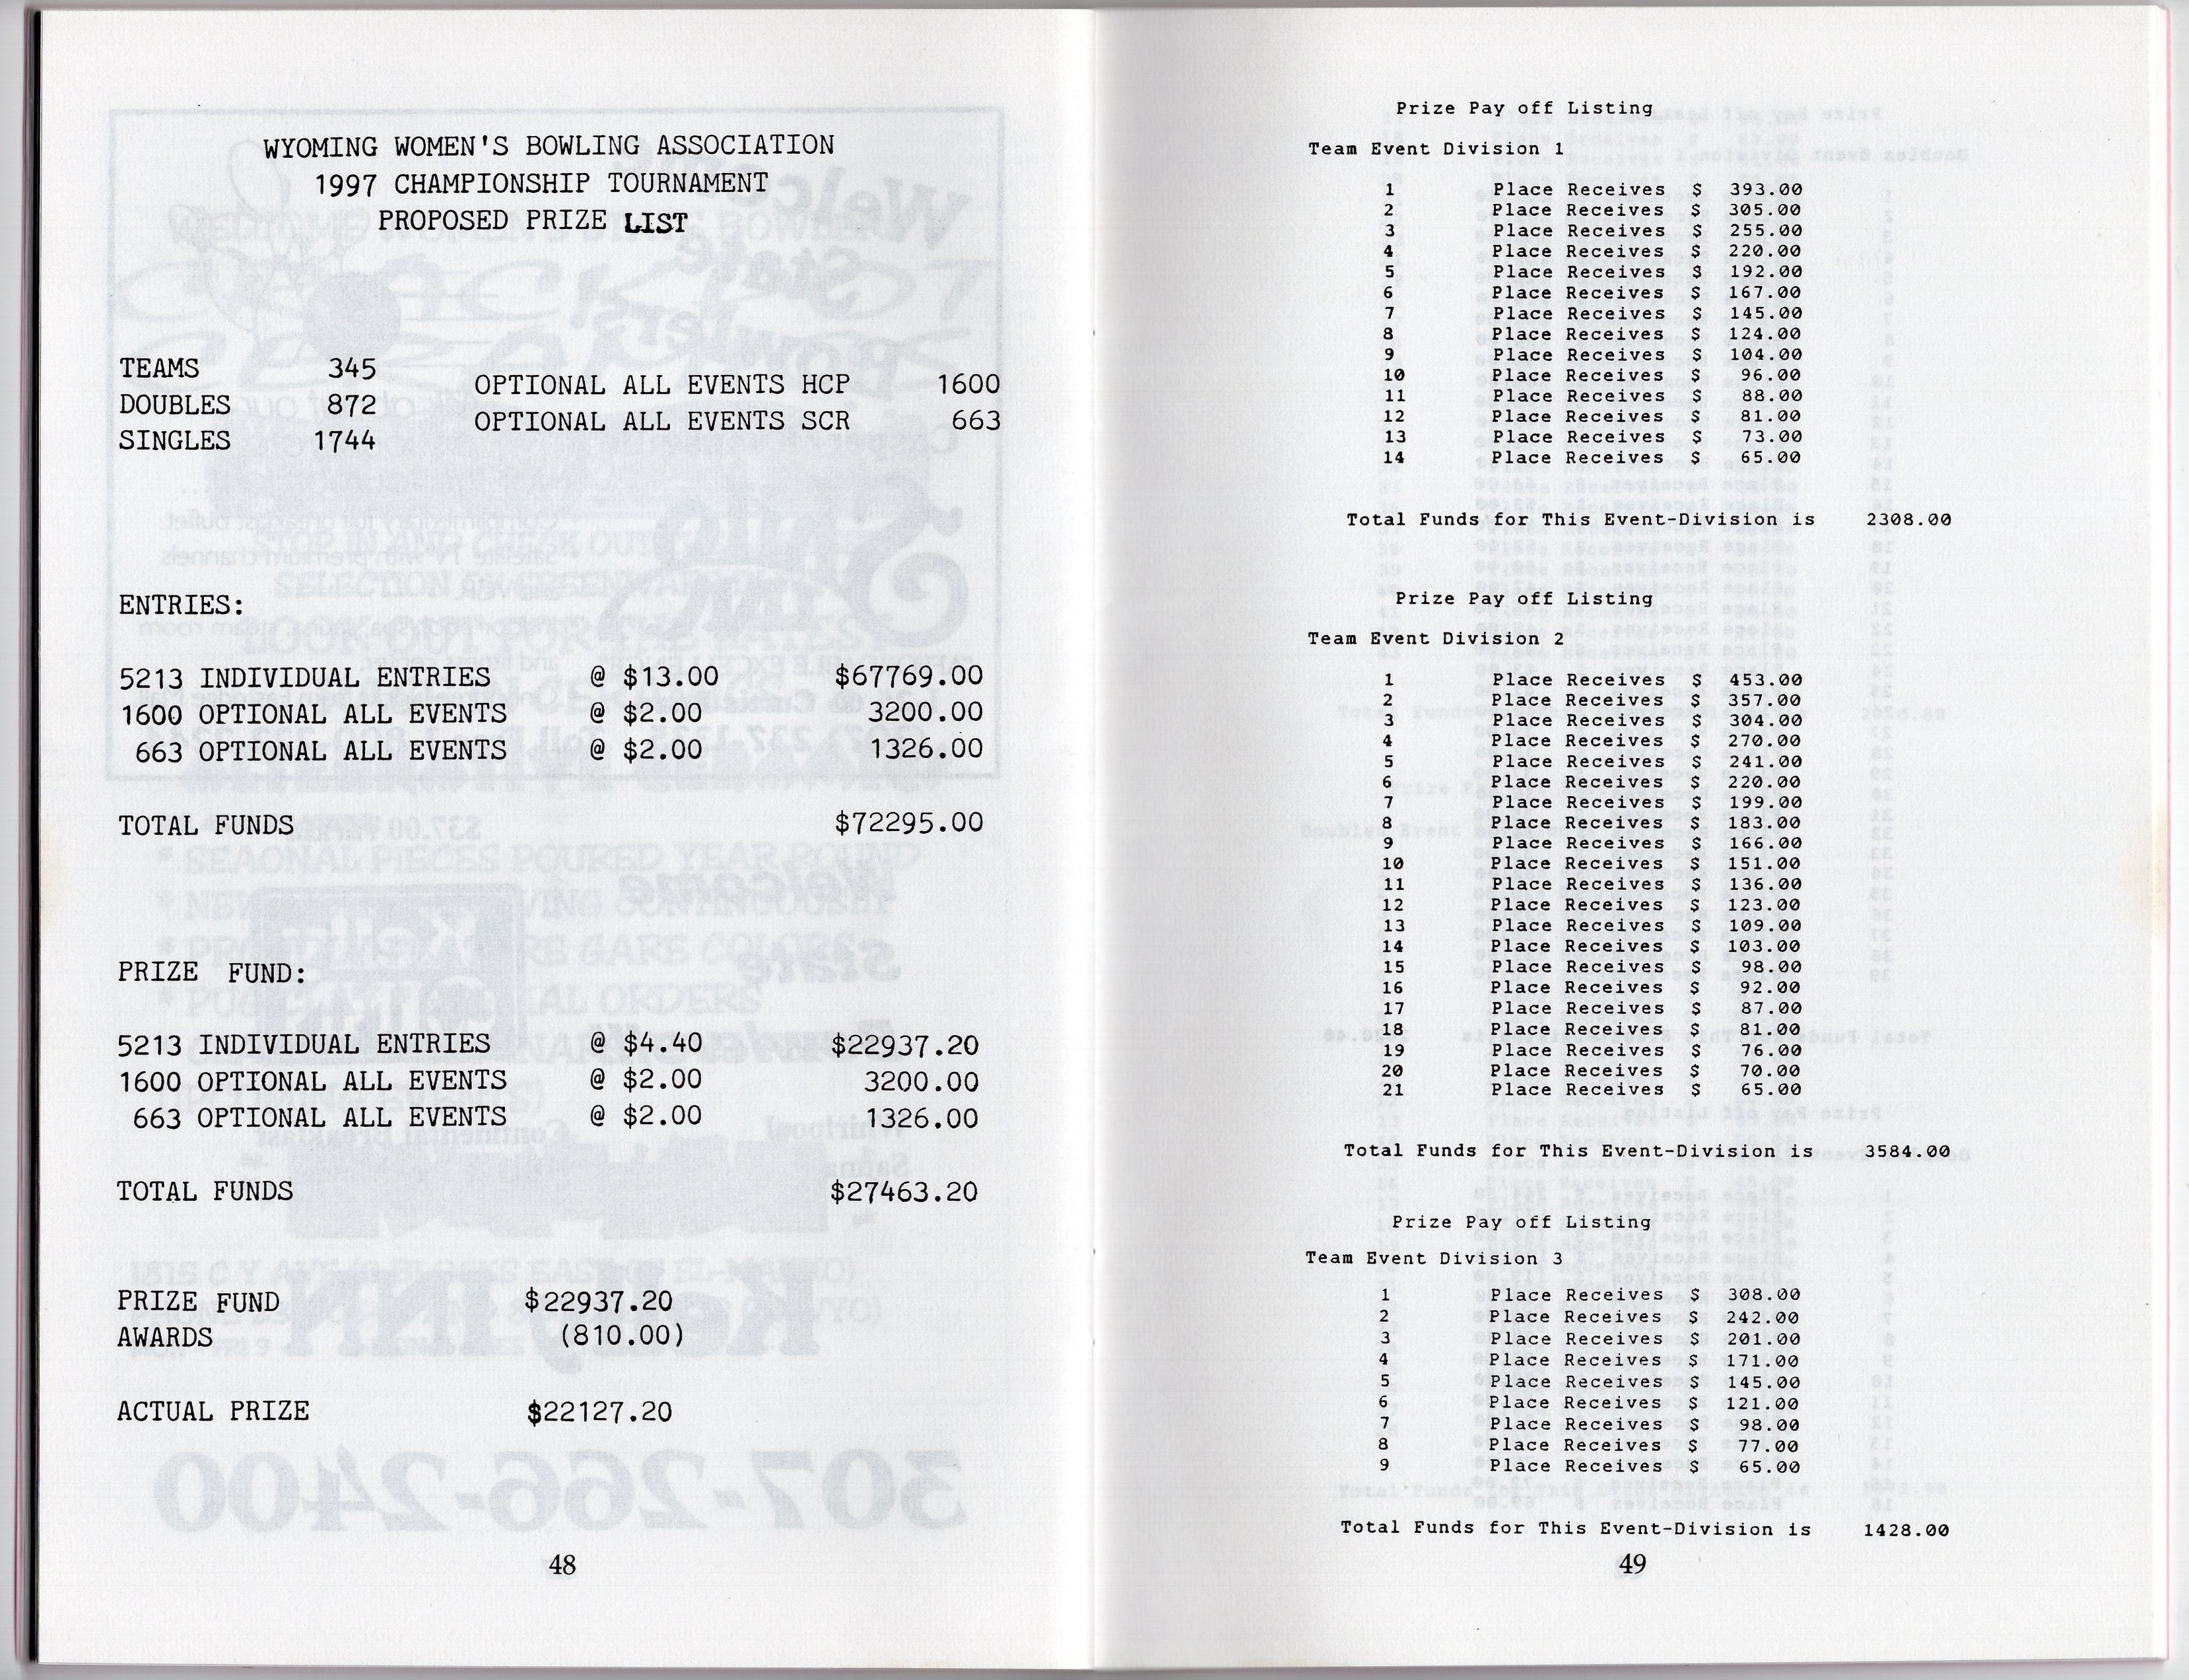 WYOMING WOMEN'S BOWLING ASSOCIATION
1997 CHAMPIONSHIP TOURNAMENT
PROPOSED PRIZE LIST
TEAMS 345
DOUBLES 872
SINGLES 1744
OPTIONAL ALL EVENTS HCP 1600
OPTIONAL ALL EVENTS SCR 663
ENTRIES:
5213 INDIVIDUAL ENTRIES @ $13.00 $67769.00
1600 OPTIONAL ALL EVENTS @ $2.00 3200.00
663 OPTIONAL ALL EVENTS @ $2.00 1326.00
TOTAL FUNDS $72295.00
PRIZE FUND:
5213 INDIVIDUAL ENTRIES @ $4.40 $22937.20
1600 OPTIONAL ALL EVENTS @ $2.00 3200.00
663 OPTIONAL ALL EVENTS @ $2.00 1326.00
TOTAL FUNDS $27463.20
PRIZE FUND $22937.20
AWARDS (810.00)
ACTUAL PRIZE $22127.20
48
Prize Pay off Listing
Team Event Division 1
1 Place Receives $ 393.00
2 Place Receives $ 305.00
3 Place Receives $ 255.00
4 Place Receives $ 220.00
5 Place Receives $ 192.00
6 Place Receives $ 167.00
7 Place Receives $ 145.00
8 Place Receives $ 124.00
9 Place Receives $ 104.00
10 Place Receives $ 96.00
11 Place Receives $ 88.00
12 Place Receives $ 81.00
13 Place Receives $ 73.00
14 Place Receives $ 65.00
Total Funds for This Event-Division is 2308.00
Prize Pay off Listing
Team Event Division 2
1 Place Receives $ 453.00
2 Place Receives $ 357.00
3 Place Receives $ 304.00
4 Place Receives $ 270.00
5 Place Receives $ 241.00
6 Place Receives $ 220.00
7 Place Receives $ 199.00
8 Place Receives $ 183.00
9 Place Receives $ 166.00
10 Place Receives $ 151.00
11 Place Receives $ 136.00
12 Place Receives $ 123.00
13 Place Receives $ 109.00
14 Place Receives $ 103.00
15 Place Receives $ 98.00
16 Place Receives $ 92.00
17 Place Receives $ 87.00
18 Place Receives $ 81.00
19 Place Receives $ 76.00
20 Place Receives $ 70.00
21 Place Receives $ 65.00
Total Funds for This Event-Division is 3584.00
Prize Pay off Listing
Team Event Division 3
1 Place Receives $ 308.00
2 Place Receives $ 242.00
3 Place Receives $ 201.00
4 Place Receives $ 171.00
5 Place Receives $ 145.00
6 Place Receives $ 121.00
7 Place Receives $ 98.00
8 Place Receives $ 77.00
9 Place Receives $ 65.00
Total Funds for This Event-Division is 1428.00
49